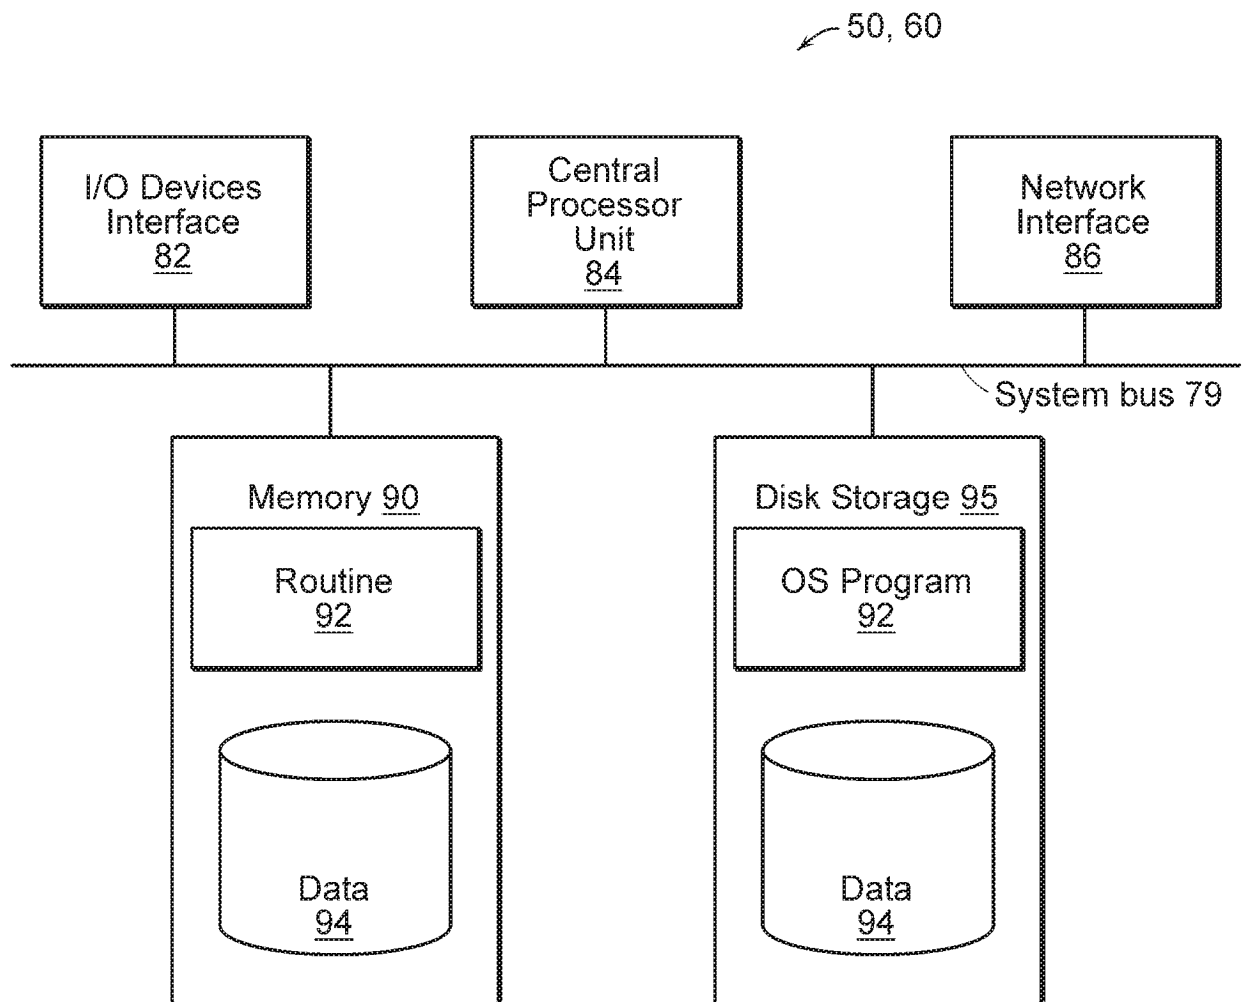 50, 60
I/O Devices
Interface
82
Central
Processor
Unit
84
Network
Interface
86
System bus 79
Memory 90
Routine
92
Data
94
Disk Storage 95
OS Program
92
Data
94